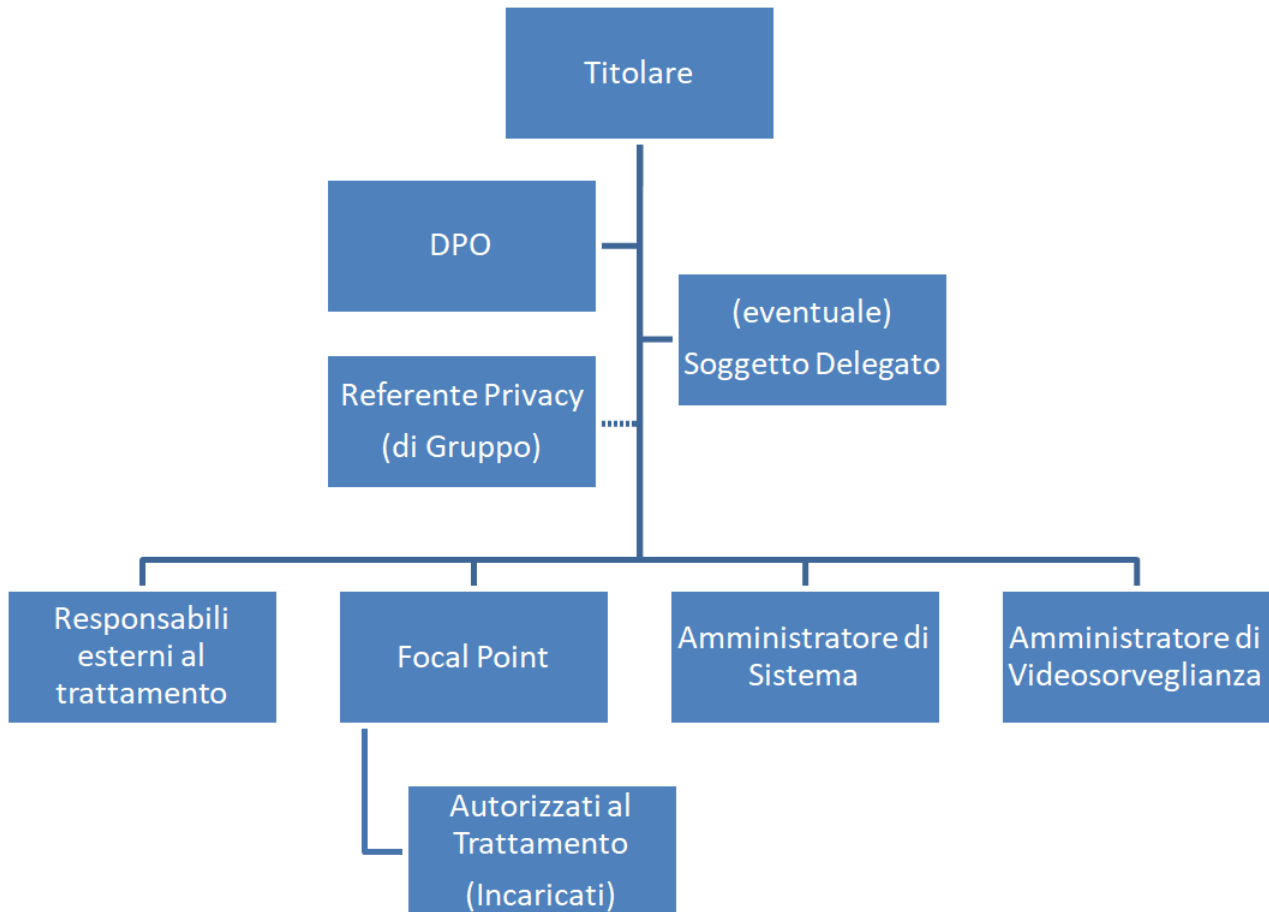 Titolare
DPO
(eventuale)
Soggetto Delegato
Referente Privacy
(di Gruppo)
Responsabili
esterni al
trattamento
Focal Point
Amministratore di
Sistema
Amministratore di
Videosorveglianza
Autorizzati al
Trattamento
(Incaricati)